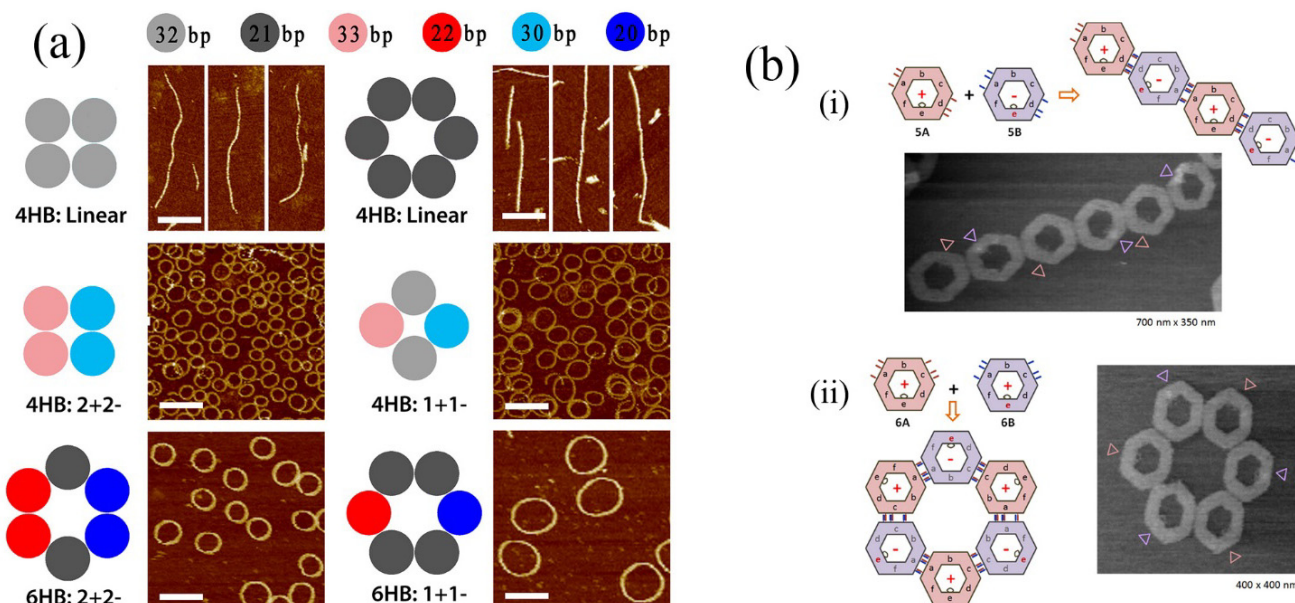 (a)
32 bp 21 bp 33 bp 22 bp 30 bp 20 bp
4HB: Linear
4HB: Linear
4HB: 2+2-
4HB: 1+1-
6HB: 2+2-
6HB: 1+1-
(b)
(i)
a b c d e f +
5A
+
a b c d e f -
5B
a b c d e f +
a b c d e f -
a b c d e f +
a b c d e f -
700 nm x 350 nm
(ii)
a b c d e f +
6A
+
a b c d e f -
6B
a b c d e f -
a b c d e f +
a b c d e f +
a b c d e f -
a b c d e f -
a b c d e f +
400 x 400 nm